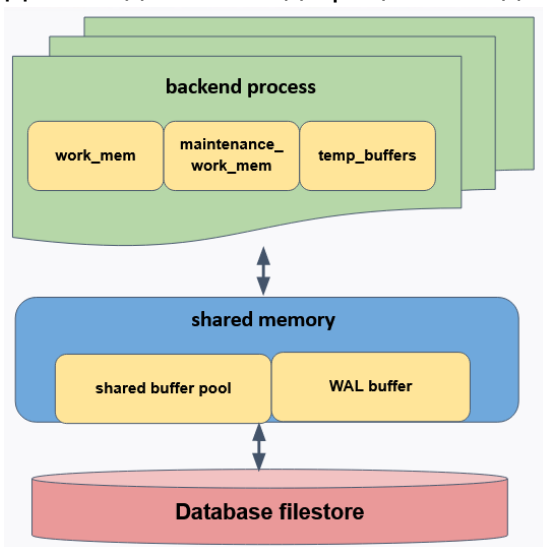 backend process
work_mem
maintenance_
work_mem
temp_buffers
shared memory
shared buffer pool
WAL buffer
Database filestore